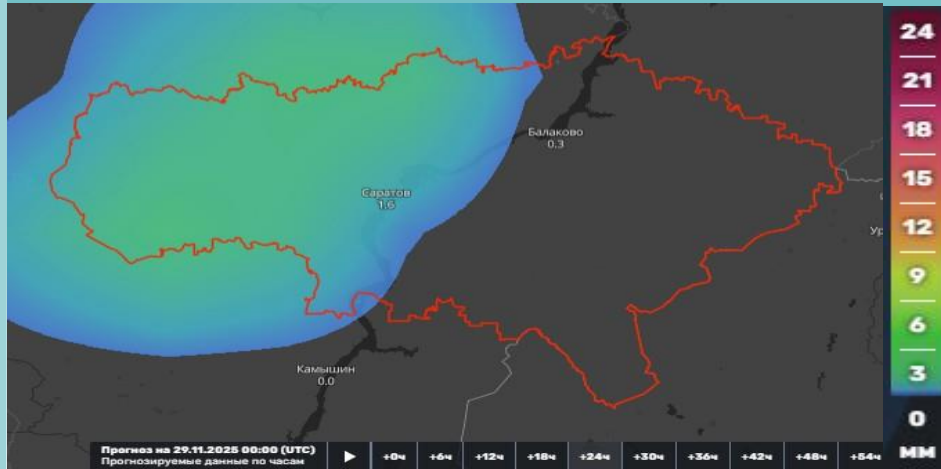 Балаково
0.3
Саратов
1.6
Камышин
0.0
24
21
18
15
12
9
6
3
0
мм
Прогноз на 29.11.2025 00:00 (UTC)
Прогнозируемые данные по часам
+0ч +6ч +12ч +18ч +24ч +30ч +36ч +42ч +48ч +54ч